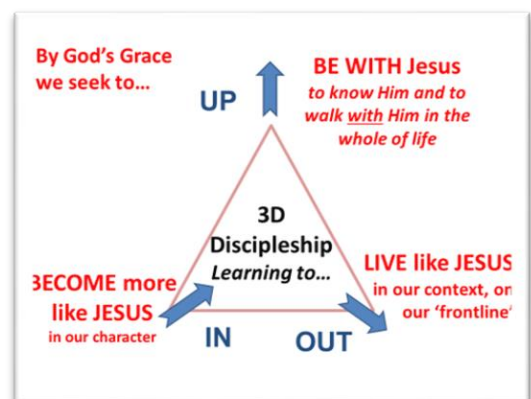 By God's Grace
we seek to...
UP
BE WITH Jesus
to know Him and to
walk with Him in the
whole of life
3D
Discipleship
Learning to...
BECOME more
like JESUS
in our character
IN
OUT
LIVE like JESUS
in our context, on
our 'frontline'